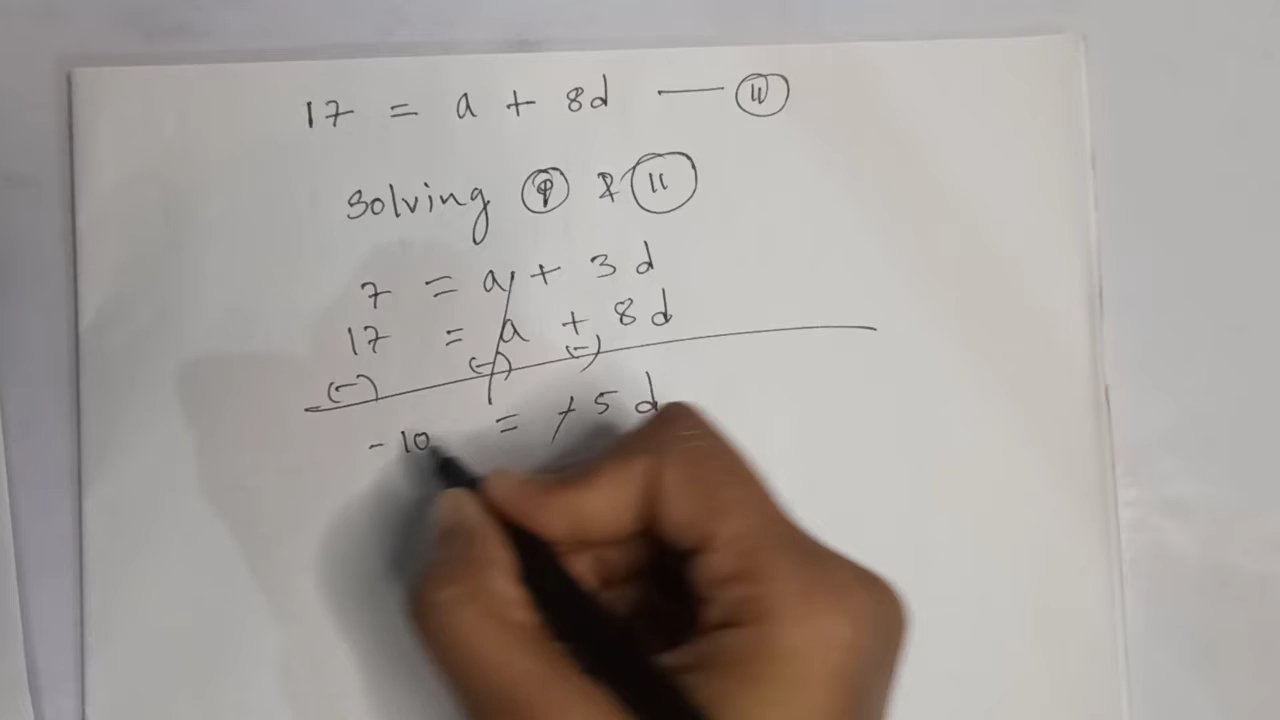 17 = a + 8d — (ii)
Solving (i) & (ii)
7 = a + 3d
17 = a + 8d
(-) (-) (-)
-10 = -5d